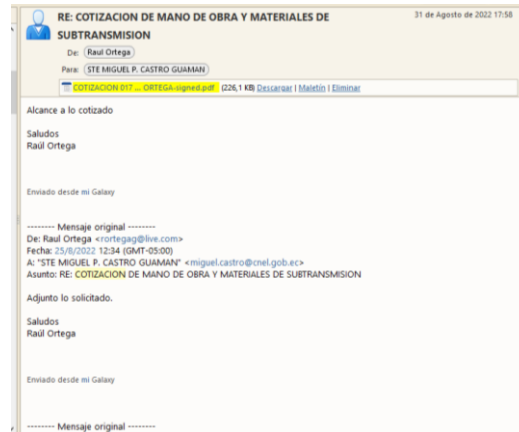 RE: COTIZACION DE MANO DE OBRA Y MATERIALES DE
31 de Agosto de 2022 17:58
SUBTRANSMISION
De: Raul Ortega
Para: STE MIGUEL P. CASTRO GUAMAN
COTIZACION 017 ... ORTEGA-signed.pdf (226,1 KB) Descargar | Maletín | Eliminar
Alcance a lo cotizado
Saludos
Raúl Ortega
Enviado desde mi Galaxy
-------- Mensaje original --------
De: Raul Ortega <rortegag@live.com>
Fecha: 25/8/2022 12:34 (GMT-05:00)
A: "STE MIGUEL P. CASTRO GUAMAN" <miguel.castro@cnel.gob.ec>
Asunto: RE: COTIZACION DE MANO DE OBRA Y MATERIALES DE SUBTRANSMISION
Adjunto lo solicitado.
Saludos
Raúl Ortega
Enviado desde mi Galaxy
-------- Mensaje original --------